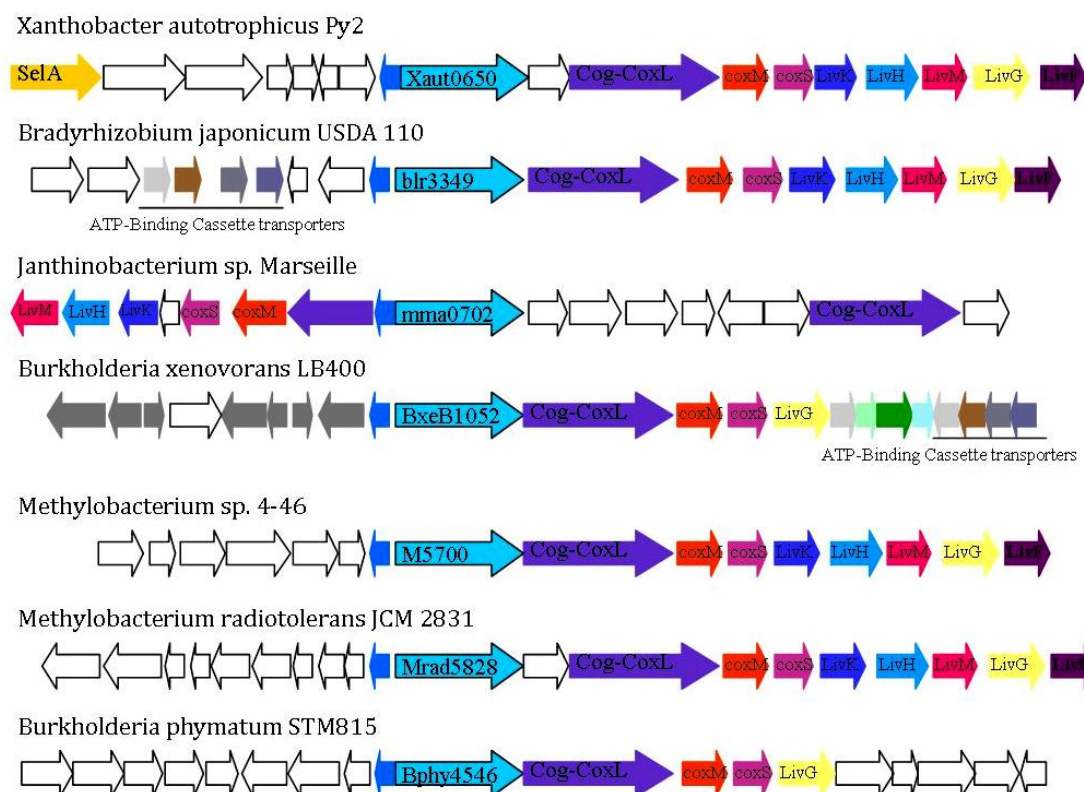 Xanthobacter autotrophicus Py2
SelA Xaut0650 Cog-CoxL coxM coxS LivK LivH LivM LivG LivF
Bradyrhizobium japonicum USDA 110
blr3349 Cog-CoxL coxM coxS LivK LivH LivM LivG LivF
ATP-Binding Cassette transporters
Janthinobacterium sp. Marseille
LivM LivH LivK coxS coxM mma0702 Cog-CoxL
Burkholderia xenovorans LB400
BxeB1052 Cog-CoxL coxM coxS LivG
ATP-Binding Cassette transporters
Methylobacterium sp. 4-46
M5700 Cog-CoxL coxM coxS LivK LivH LivM LivG LivF
Methylobacterium radiotolerans JCM 2831
Mrad5828 Cog-CoxL coxM coxS LivK LivH LivM LivG LivF
Burkholderia phymatum STM815
Bphy4546 Cog-CoxL coxM coxS LivG